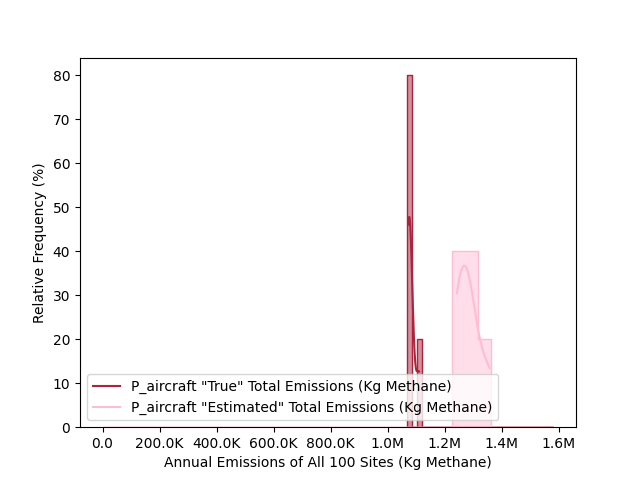 80
70
60
50
40
30
20
10
0
Relative Frequency (%)
P_aircraft "True" Total Emissions (Kg Methane)
P_aircraft "Estimated" Total Emissions (Kg Methane)
0.0 200.0K 400.0K 600.0K 800.0K 1.0M 1.2M 1.4M 1.6M
Annual Emissions of All 100 Sites (Kg Methane)